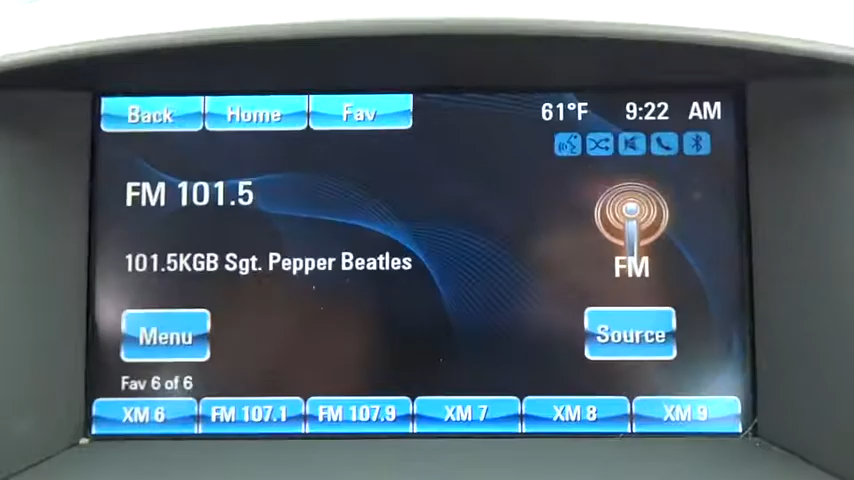 Back Home Fav 61°F 9:22 AM
FM 101.5
101.5KGB Sgt. Pepper Beatles
FM
Menu Source
Fav 6 of 6
XM 6 FM 107.1 FM 107.9 XM 7 XM 8 XM 9